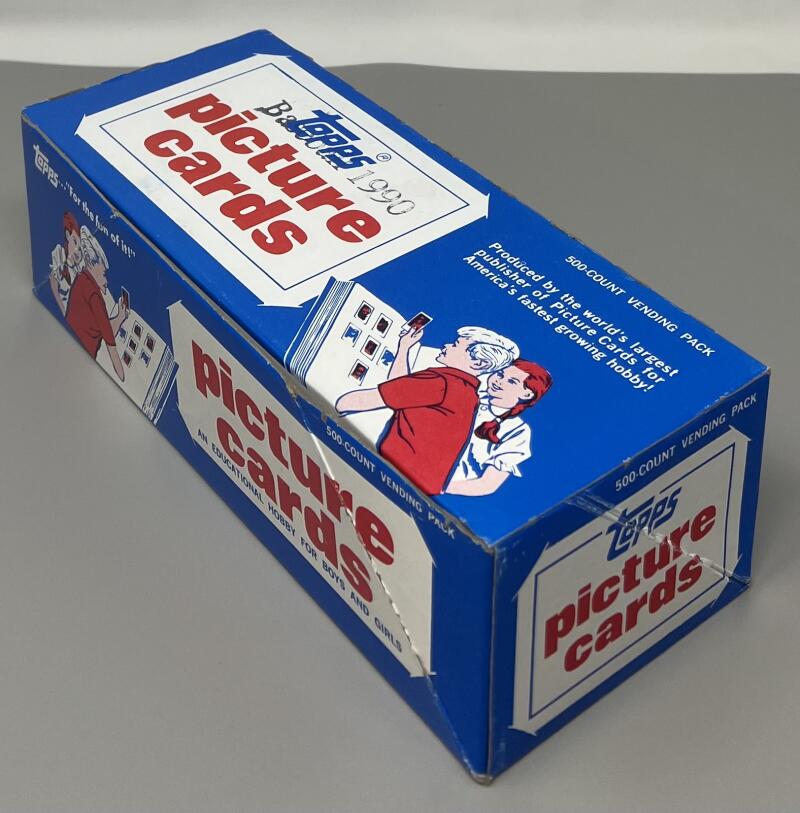 Topps®
picture
cards
1990
500-COUNT VENDING PACK
Produced by the world's largest
publisher of Picture Cards for
America's fastest growing hobby!
Topps... "For the fun of it!"
picture
cards
500-COUNT VENDING PACK
AN EDUCATIONAL HOBBY FOR BOYS AND GIRLS
500-COUNT VENDING PACK
Topps
picture
cards